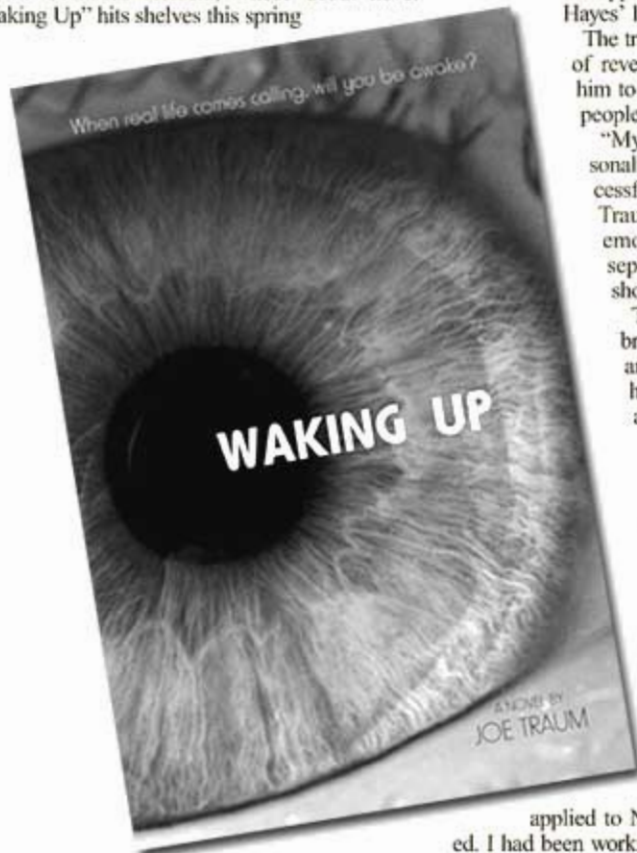 aking Up” hits shelves this spring
When real life comes calling, will you be awake?
WAKING UP
A NOVEL BY
JOE TRAUM
Hayes’
The tr
of reve
him to
people
“My
sonal
cessf
Trau
emo
sep
sho
T
br
a
applied to N
ed. I had been work